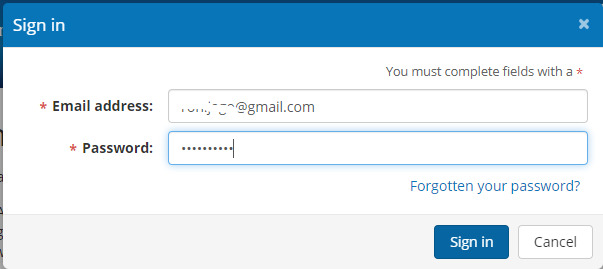 Sign in ×
You must complete fields with a *
* Email address: @gmail.com
* Password: ••••••••••
Forgotten your password?
Sign in Cancel